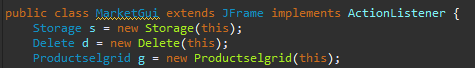 public class MarketGui extends JFrame implements ActionListener {
    Storage s = new Storage(this);
    Delete d = new Delete(this);
    Productselgrid g = new Productselgrid(this);